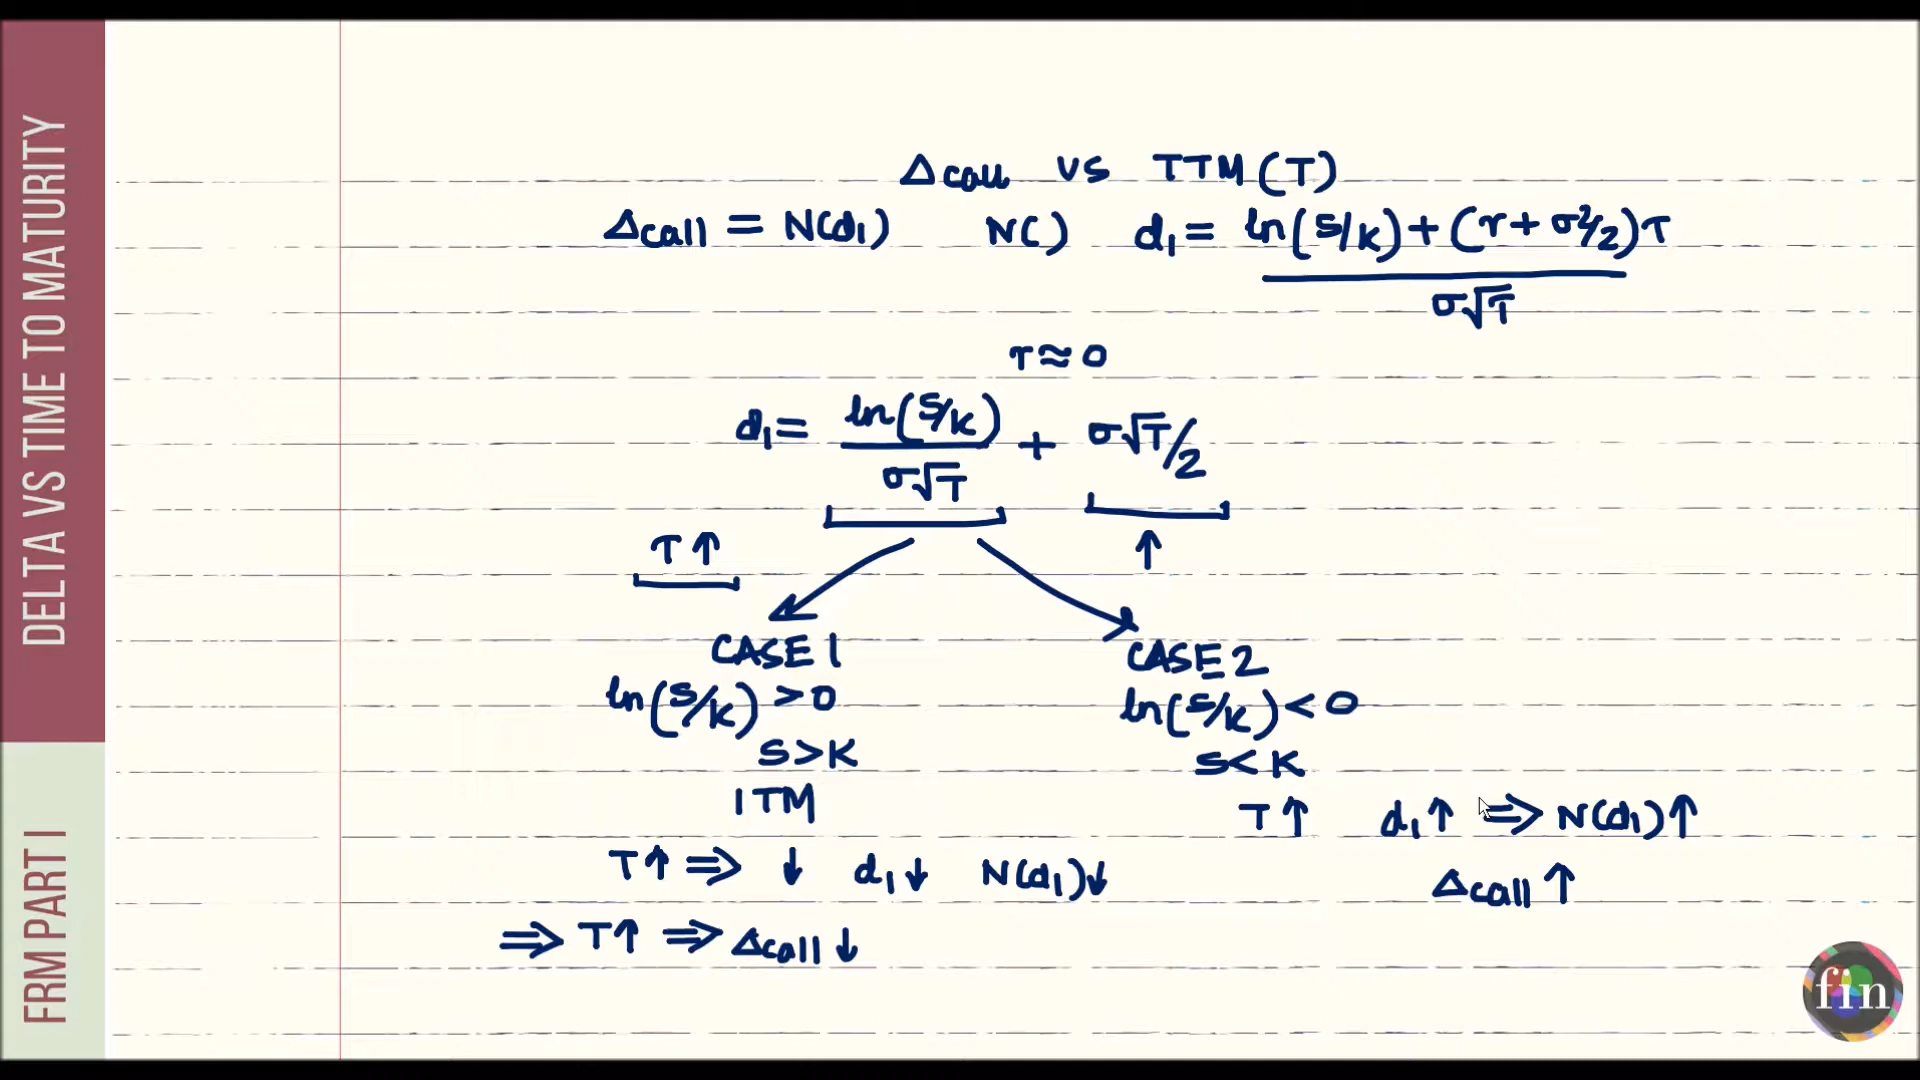 DELTA VS TIME TO MATURITY
FRM PART I
Δcall vs TTM (T)
Δcall = N(d₁) N( ) d₁ = ln(S/K) + (r + σ²/2)T
σ√T
r ≈ 0
d₁ = ln(S/K) + σ√T/2
σ√T
T↑ ↑
CASE 1 CASE 2
ln(S/K) > 0 ln(S/K) < 0
S > K S < K
ITM T↑ d₁↑ ⇒ N(d₁)↑
T↑ ⇒ ↓ d₁↓ N(d₁)↓ Δcall↑
⇒ T↑ ⇒ Δcall↓
fin